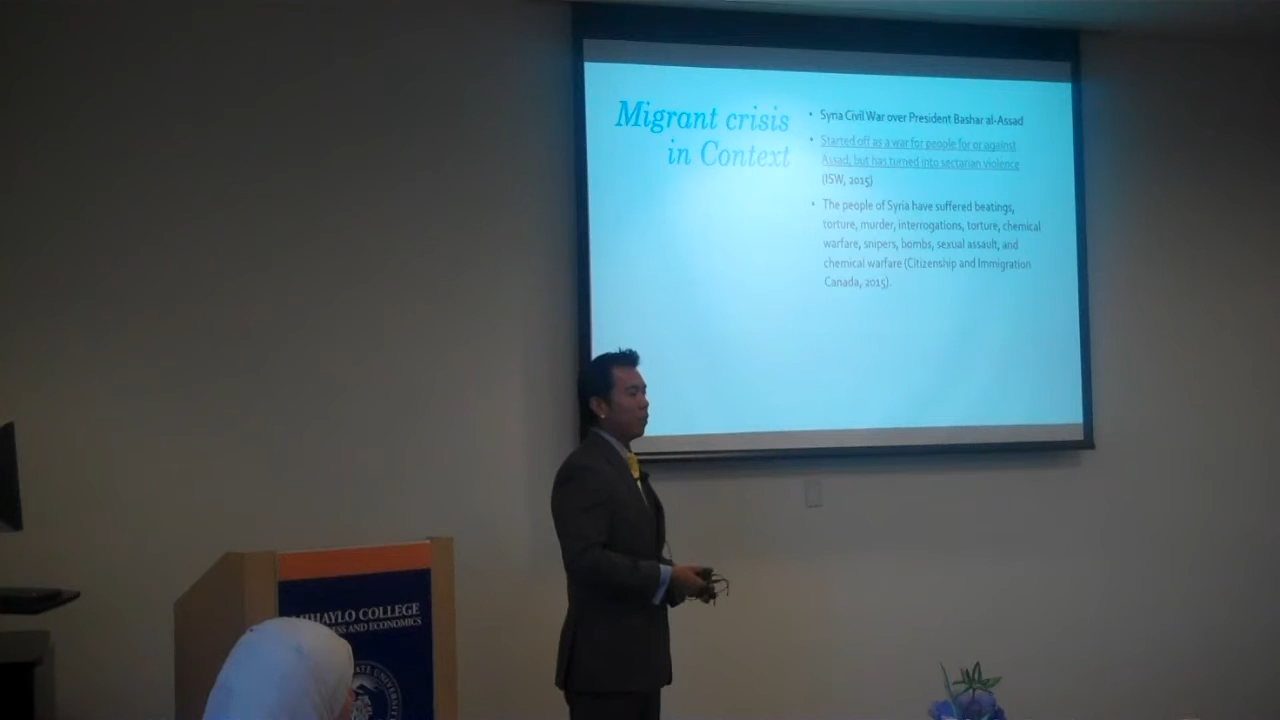 Migrant crisis
in Context
• Syria Civil War over President Bashar al-Assad
• Started off as a war for people for or against
Assad; but has turned into sectarian violence
(ISW, 2015)
• The people of Syria have suffered beatings,
torture, murder, interrogations, torture, chemical
warfare, snipers, bombs, sexual assault, and
chemical warfare (Citizenship and Immigration
Canada, 2015).
MIHAYLO COLLEGE
AND ECONOMICS